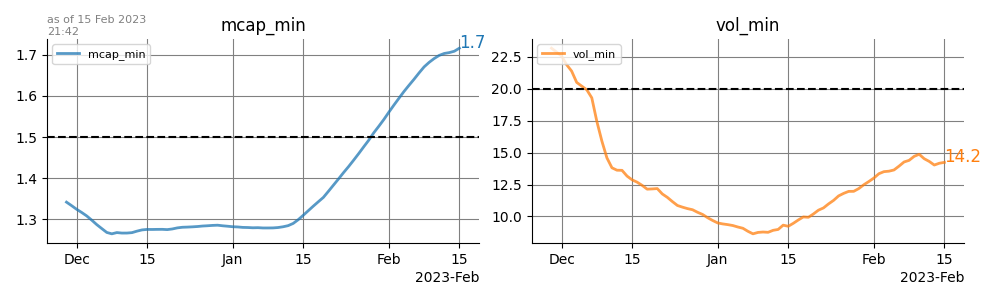 as of 15 Feb 2023
21:42
mcap_min
mcap_min
1.7
1.7
1.6
1.5
1.4
1.3
Dec
15
Jan
15
Feb
15
2023-Feb
vol_min
vol_min
22.5
20.0
17.5
15.0
12.5
10.0
14.2
Dec
15
Jan
15
Feb
15
2023-Feb